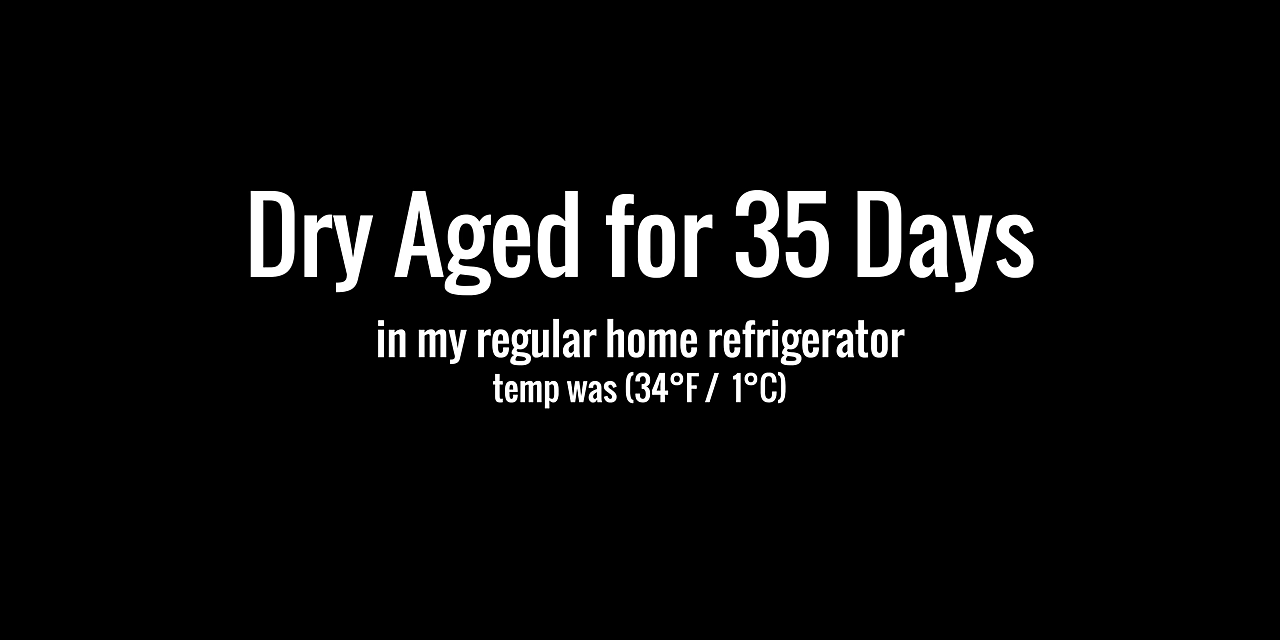 Dry Aged for 35 Days
in my regular home refrigerator
temp was (34°F / 1°C)